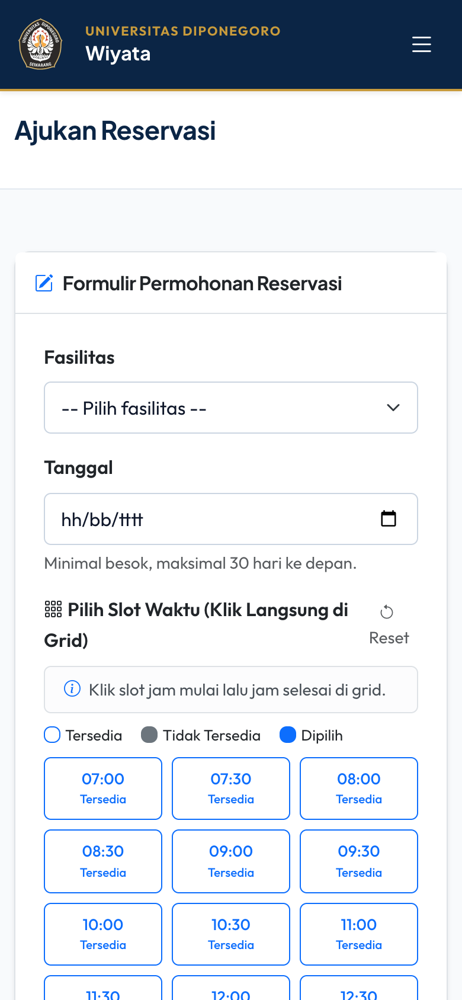 UNIVERSITAS DIPONEGORO
SEMARANG
UNIVERSITAS DIPONEGORO
Wiyata
Ajukan Reservasi
Formulir Permohonan Reservasi
Fasilitas
-- Pilih fasilitas --
Tanggal
hh/bb/tttt
Minimal besok, maksimal 30 hari ke depan.
Pilih Slot Waktu (Klik Langsung di
Grid)
Reset
Klik slot jam mulai lalu jam selesai di grid.
Tersedia Tidak Tersedia Dipilih
07:00 07:30 08:00
Tersedia Tersedia Tersedia
08:30 09:00 09:30
Tersedia Tersedia Tersedia
10:00 10:30 11:00
Tersedia Tersedia Tersedia
11:30 12:00 12:30